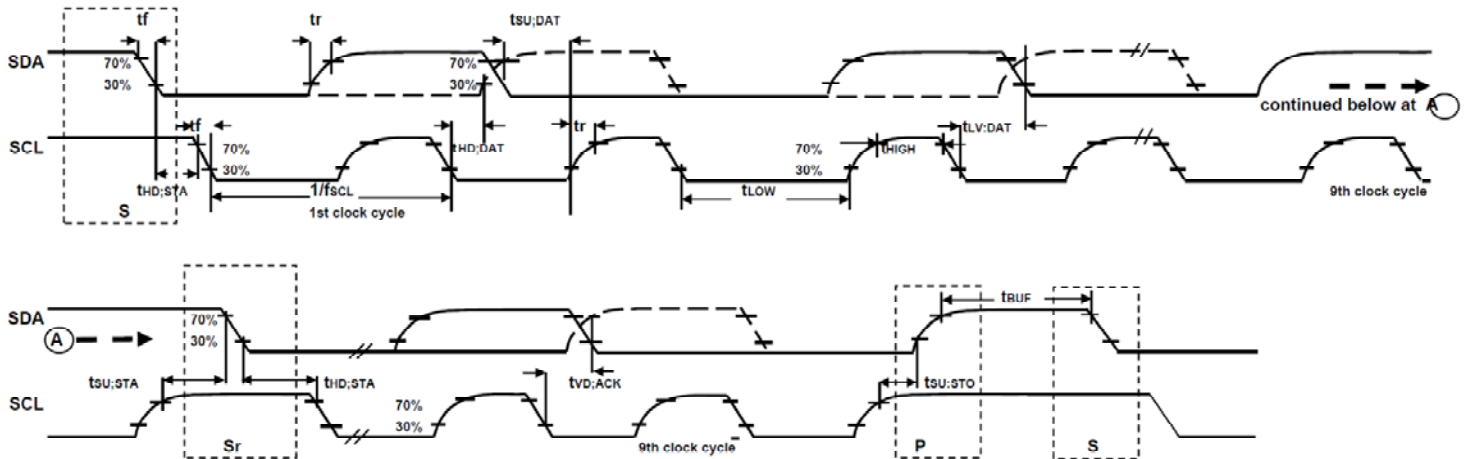 tf tr tSU;DAT
SDA 70% 70%
30% 30%
continued below at A
tf tHD;DAT tr tLV:DAT
SCL 70% 70% tHIGH
30% 30%
tHD;STA 1/fSCL tLOW
S 1st clock cycle 9th clock cycle
tBUF
SDA 70%
A 30%
tSU;STA tHD;STA tVD;ACK tSU:STO
SCL 70%
30%
Sr 9th clock cycle P S